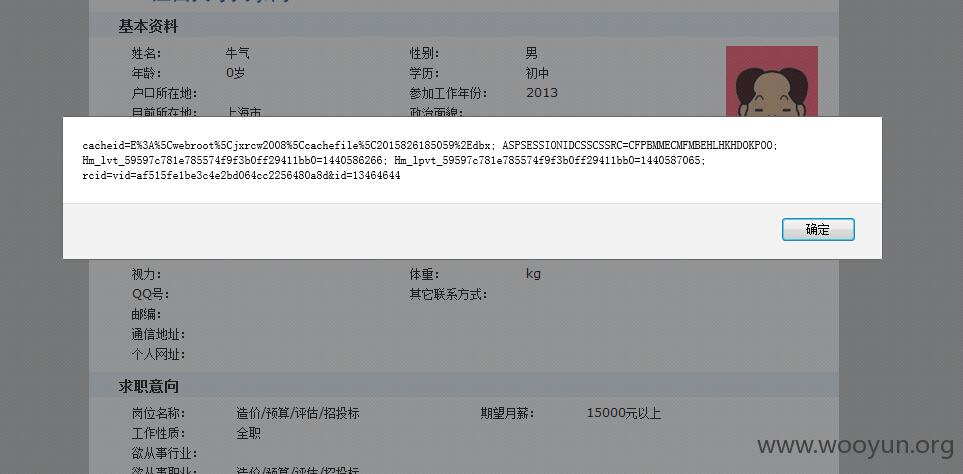 基本资料
姓名： 牛气 性别： 男
年龄： 0岁 学历： 初中
户口所在地： 参加工作年份： 2013
目前所在地： 上海市 政治面貌：
cacheid=E%3A%5Cwebroot%5Cjxrcw2008%5Ccachefile%5C2015826185059%2Edbx; ASPSESSIONIDCSSCSSRC=CFPBMMECMFMBEHLHKHDOKPOO;
Hm_lvt_59597c781e785574f9f3b0ff29411bb0=1440586266; Hm_lpvt_59597c781e785574f9f3b0ff29411bb0=1440587065;
rcid=vid=af515fe1be3c4e2bd064cc2256480a8d&id=13464644
确定
视力： 体重： kg
QQ号： 其它联系方式：
邮编：
通信地址：
个人网址：
求职意向
岗位名称： 造价/预算/评估/招投标 期望月薪： 15000元以上
工作性质： 全职
欲从事行业：
欲从事职业： 造价/预算/评估/招投标
www.wooyun.org